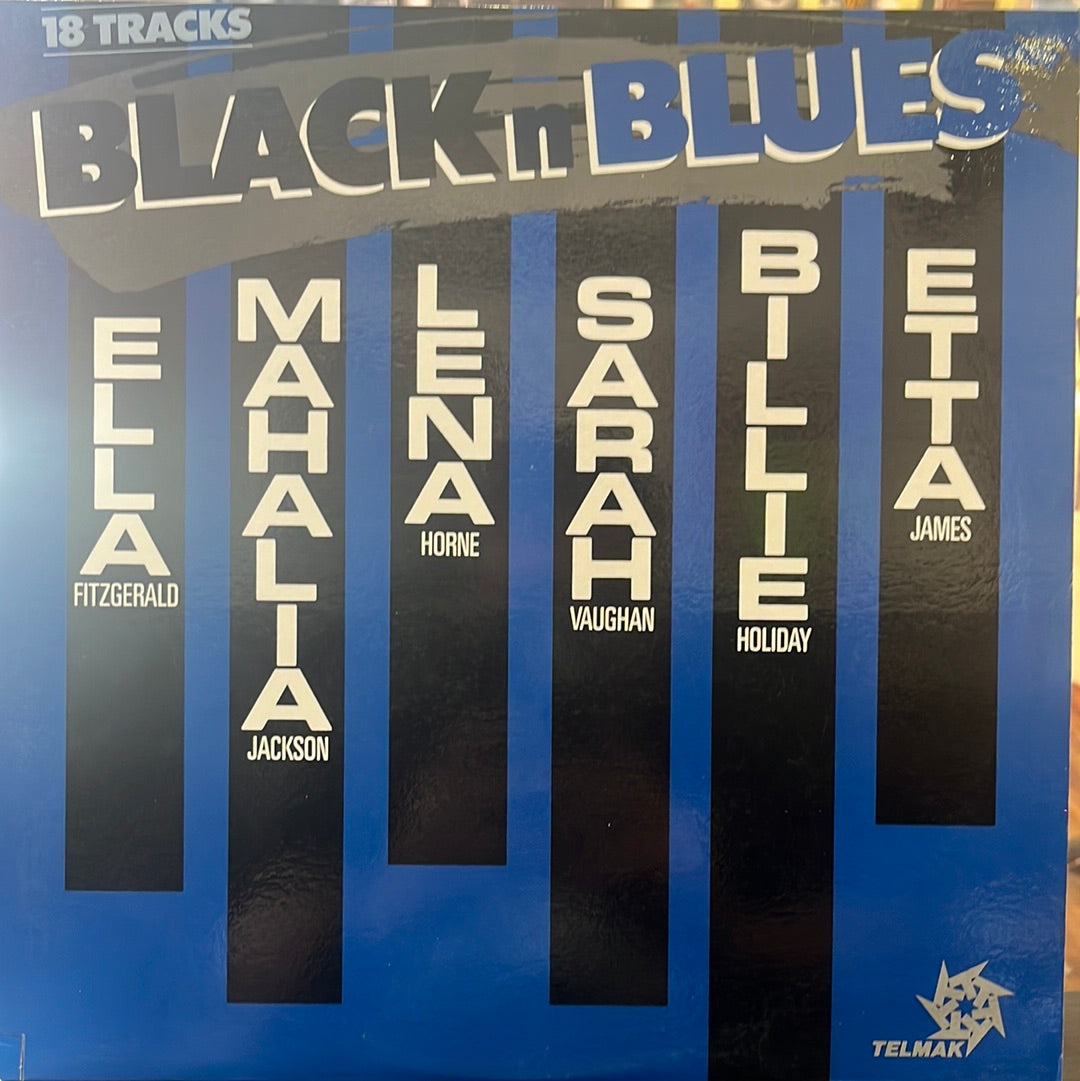 18 TRACKS
BLACK n BLUES
ELLA
FITZGERALD
MAHALIA
JACKSON
LENA
HORNE
SARAH
VAUGHAN
BILLIE
HOLIDAY
ETTA
JAMES
TELMAK